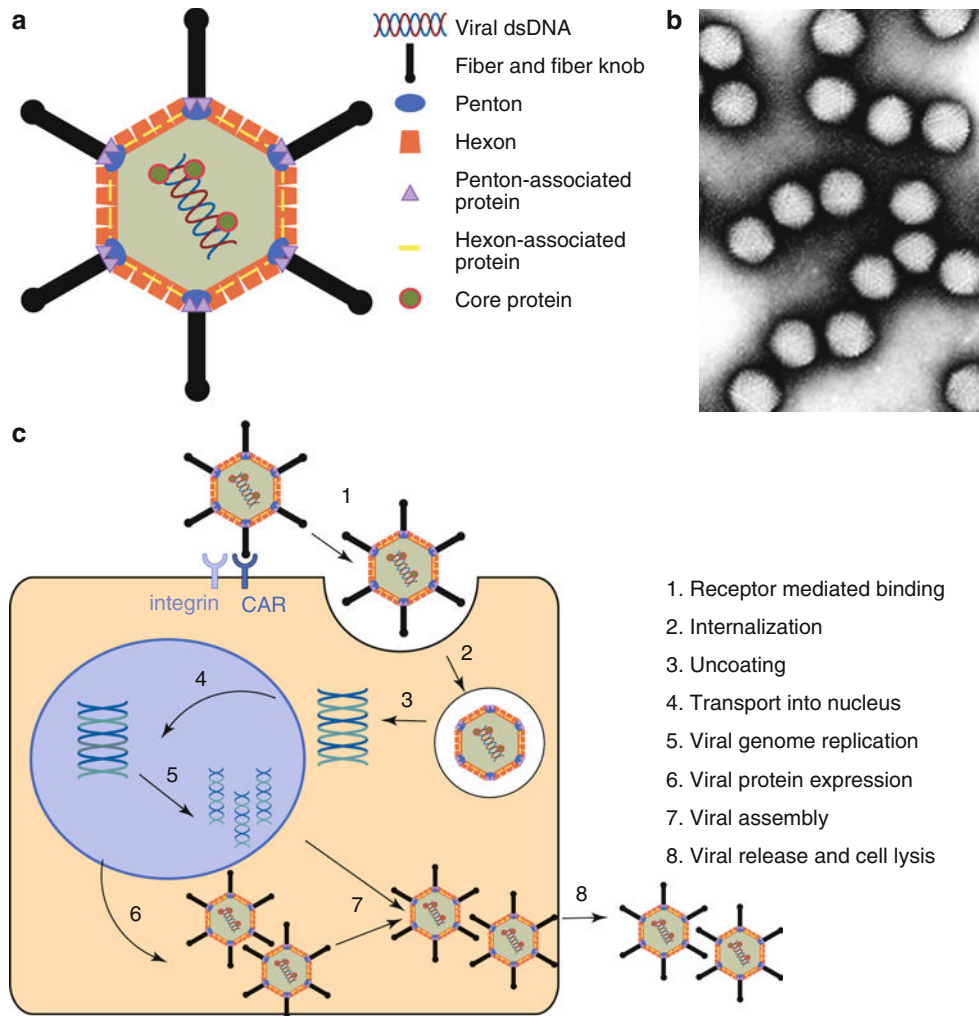 a
Viral dsDNA
Fiber and fiber knob
Penton
Hexon
Penton-associated
protein
Hexon-associated
protein
Core protein
b
c
1
integrin
CAR
2
3
4
5
6
7
8
1. Receptor mediated binding
2. Internalization
3. Uncoating
4. Transport into nucleus
5. Viral genome replication
6. Viral protein expression
7. Viral assembly
8. Viral release and cell lysis